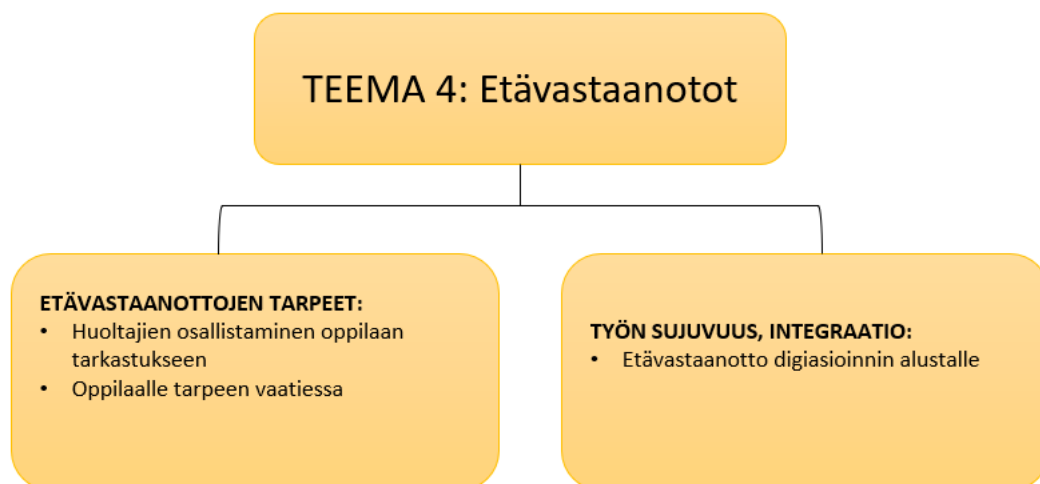 TEEMA 4: Etävastaanotot
ETÄVASTAANOTTOJEN TARPEET:
• Huoltajien osallistaminen oppilaan
tarkastukseen
• Oppilaalle tarpeen vaatiessa
TYÖN SUJUVUUS, INTEGRAATIO:
• Etävastaanotto digiasioinnin alustalle